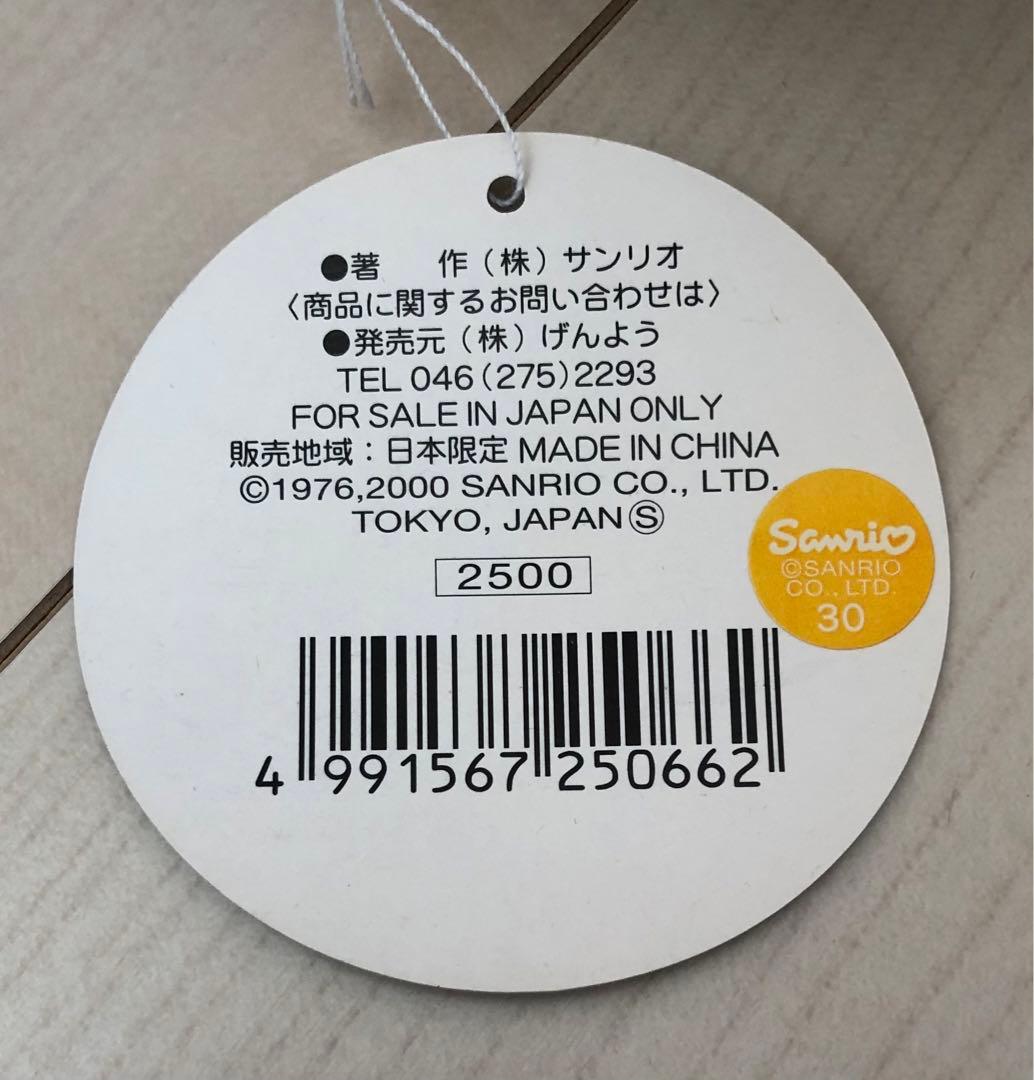 ●著　作（株）サンリオ
〈商品に関するお問い合わせは〉
●発売元（株）げんよう
TEL 046(275)2293
FOR SALE IN JAPAN ONLY
販売地域：日本限定 MADE IN CHINA
©1976,2000 SANRIO CO., LTD.
TOKYO, JAPANⓈ
2500
Sanrio
©SANRIO
CO., LTD.
30
4 991567 250662